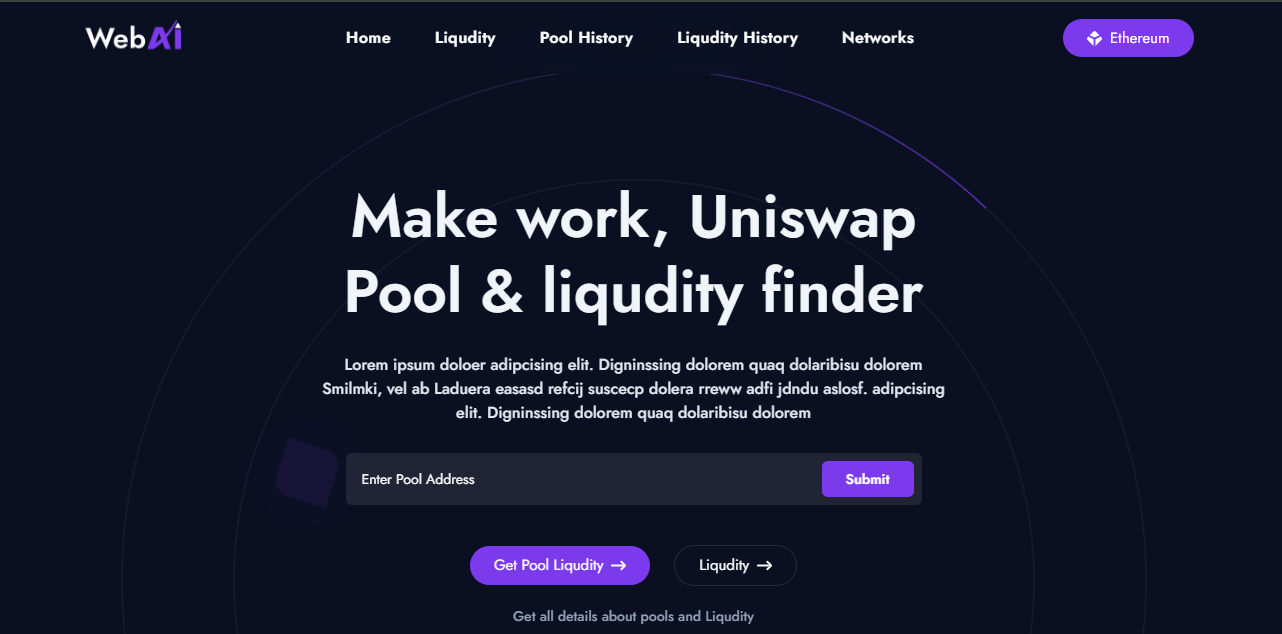 WebAi
Home
Liqudity
Pool History
Liqudity History
Networks
Ethereum
Make work, Uniswap
Pool & liqudity finder
Lorem ipsum doloer adipcising elit. Digninssing dolorem quaq dolaribisu dolorem
Smilmki, vel ab Laduera easasd refcij suscecp dolera rreww adfi jdndu aslosf. adipcising
elit. Digninssing dolorem quaq dolaribisu dolorem
Enter Pool Address
Submit
Get Pool Liqudity →
Liqudity →
Get all details about pools and Liqudity